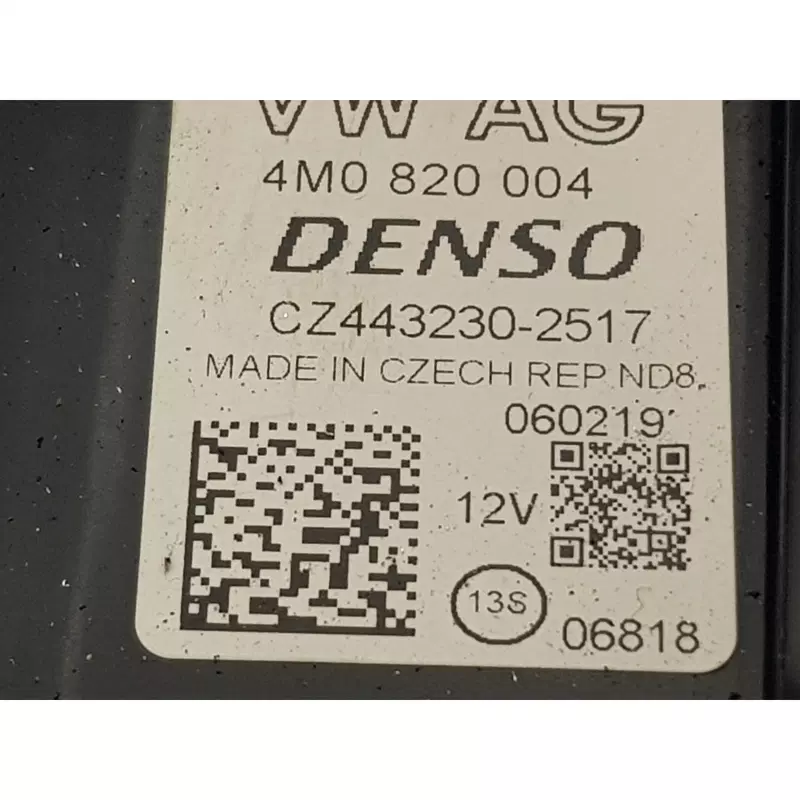 VW AG
4M0 820 004
DENSO
CZ443230-2517
MADE IN CZECH REP ND8.
060219
12V
13S
06818